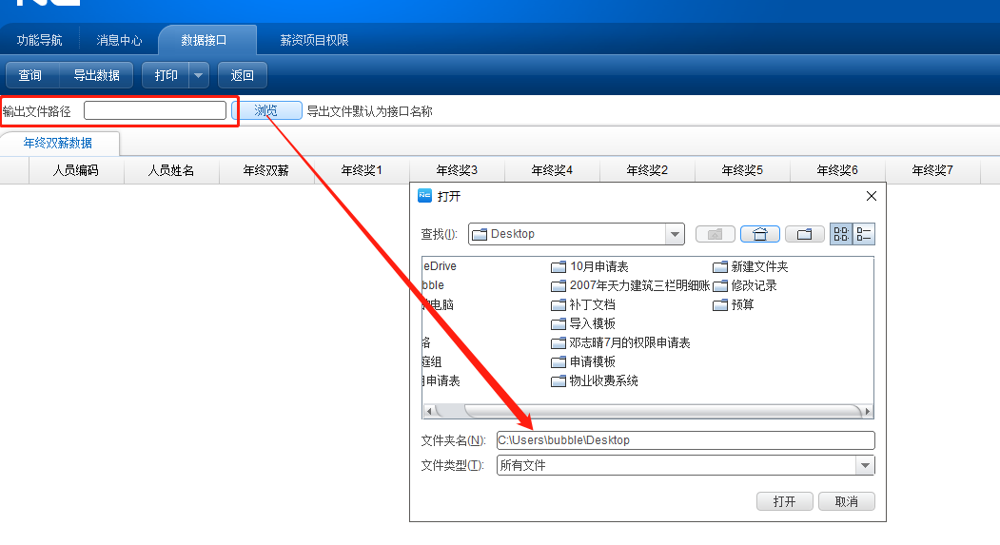 功能导航 消息中心 数据接口 薪资项目权限
查询 导出数据 打印 返回
输出文件路径 浏览 导出文件默认为接口名称
年终双薪数据
人员编码 人员姓名 年终双薪 年终奖1 年终奖3 年终奖4 年终奖2 年终奖5 年终奖6 年终奖7
NC 打开
查找(I): Desktop
eDrive 10月申请表 新建文件夹
bble 2007年天力建筑三栏明细账 修改记录
电脑 补丁文档 预算
导入模板
络 邓志晴7月的权限申请表
庭组 申请模板
申请表 物业收费系统
文件夹名(N): C:\Users\bubble\Desktop
文件类型(T): 所有文件
打开 取消